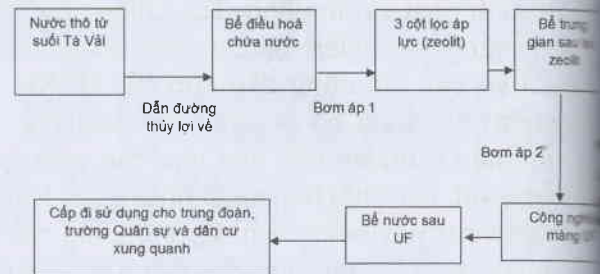 Nước thô từ
suối Tà Vải
Bể điều hoà
chứa nước
3 cột lọc áp
lực (zeolit)
Bể trung
gian sau
zeolit
Dẫn đường
thủy lợi về
Bơm áp 1
Bơm áp 2
Cấp đi sử dụng cho trung đoàn,
trường Quân sự và dân cư
xung quanh
Bể nước sau
UF
Công
màng